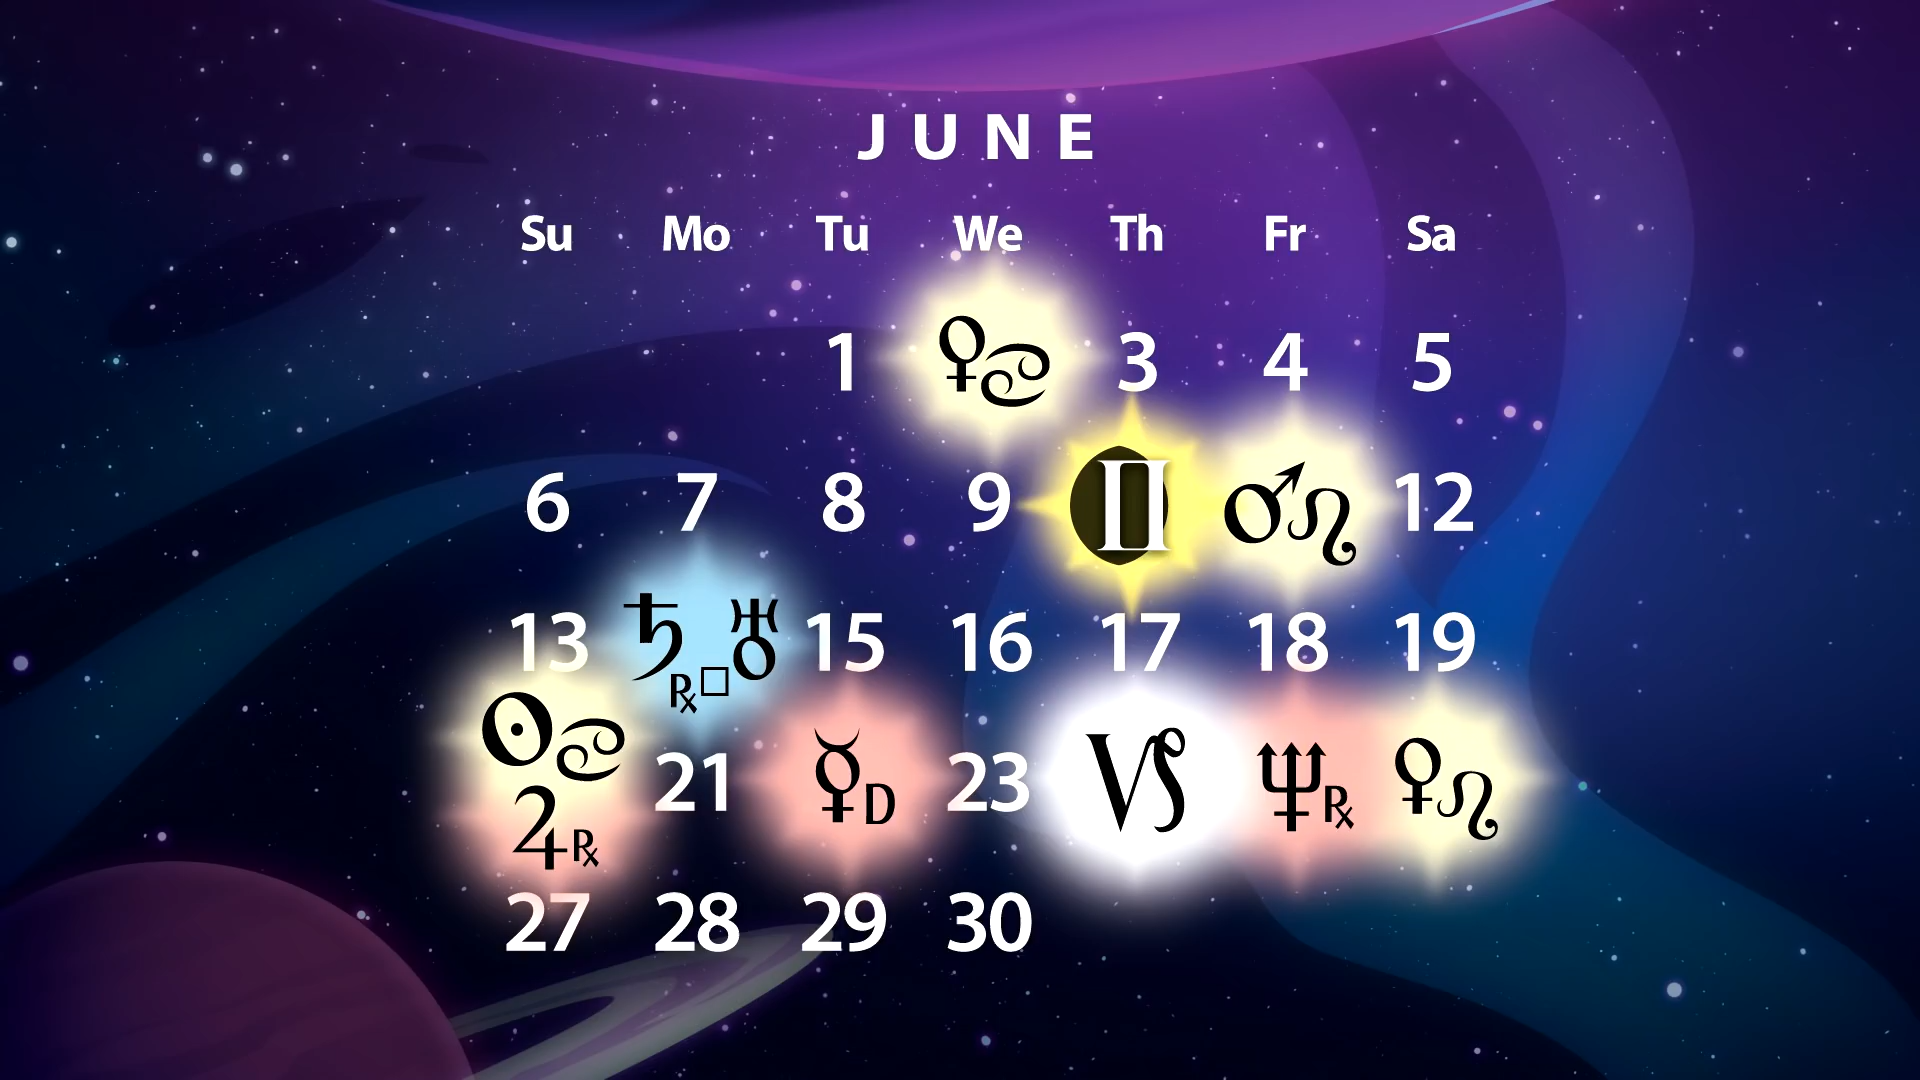 JUNE
Su Mo Tu We Th Fr Sa
1 ♀♋ 3 4 5
6 7 8 9 ♊ ♂♌ 12
13 ♄℞□♅ 15 16 17 18 19
☉♋ ♃℞ 21 ☿D 23 ♑ ♆℞ ♀♌
27 28 29 30